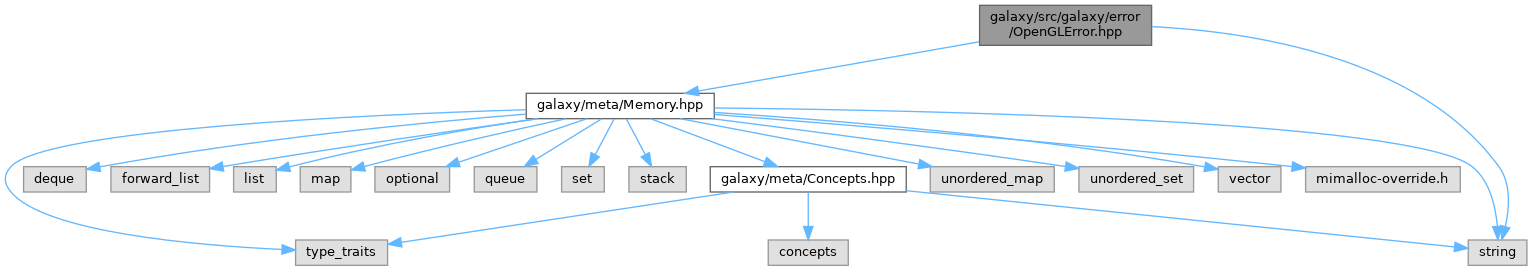 galaxy/src/galaxy/error
/OpenGLError.hpp
galaxy/meta/Memory.hpp
deque
forward_list
list
map
optional
queue
set
stack
galaxy/meta/Concepts.hpp
unordered_map
unordered_set
vector
mimalloc-override.h
type_traits
concepts
string